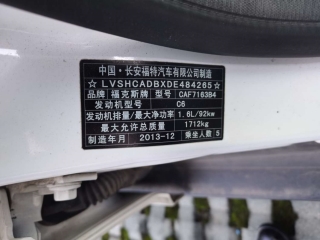 中国·长安福特汽车有限公司制造
☆LVSHCADBXDE484265☆
品牌 福克斯牌 型号 CAF7163B4
发动机型号 C6
发动机排量/最大净功率 1.6L/92kw
最大允许总质量 1712kg
制造年月 2013-12 乘坐人数 5